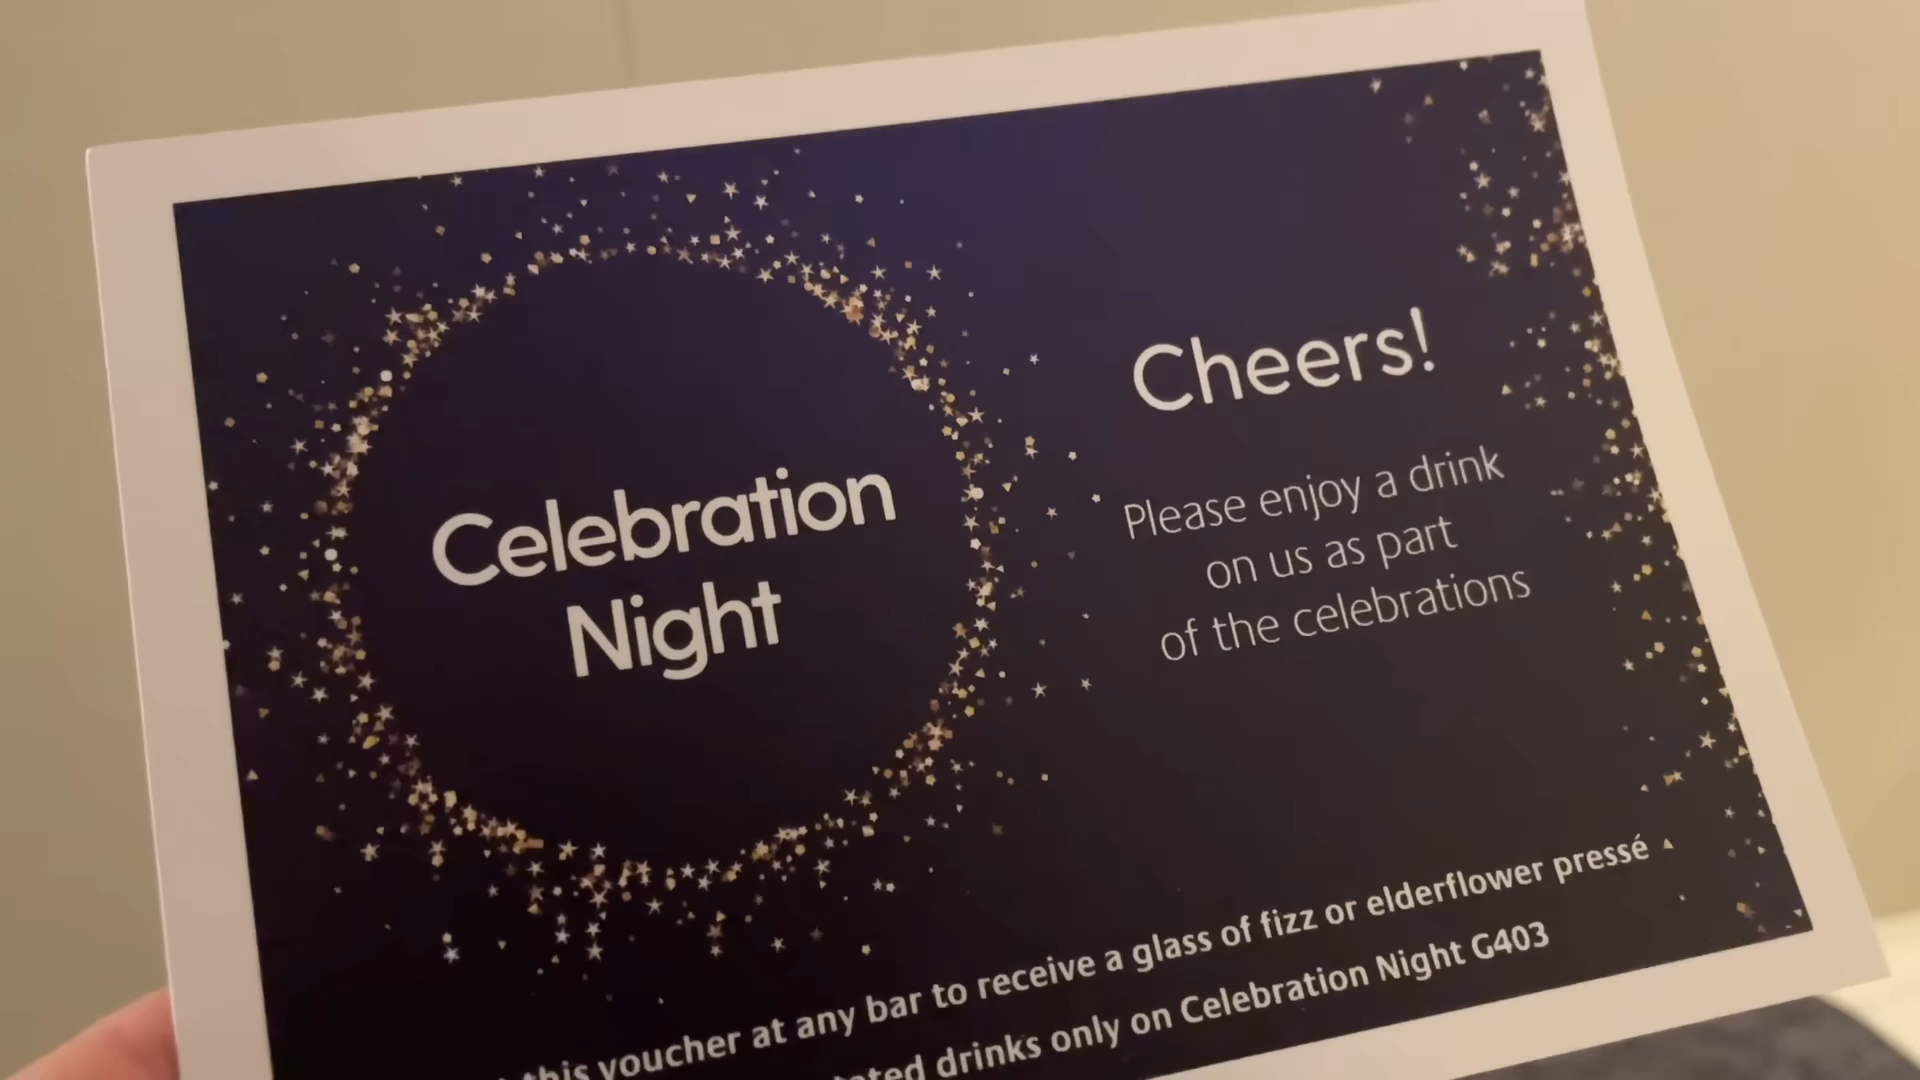 Celebration
Night
Cheers!
Please enjoy a drink
on us as part
of the celebrations
this voucher at any bar to receive a glass of fizz or elderflower pressé
drinks only on Celebration Night G403